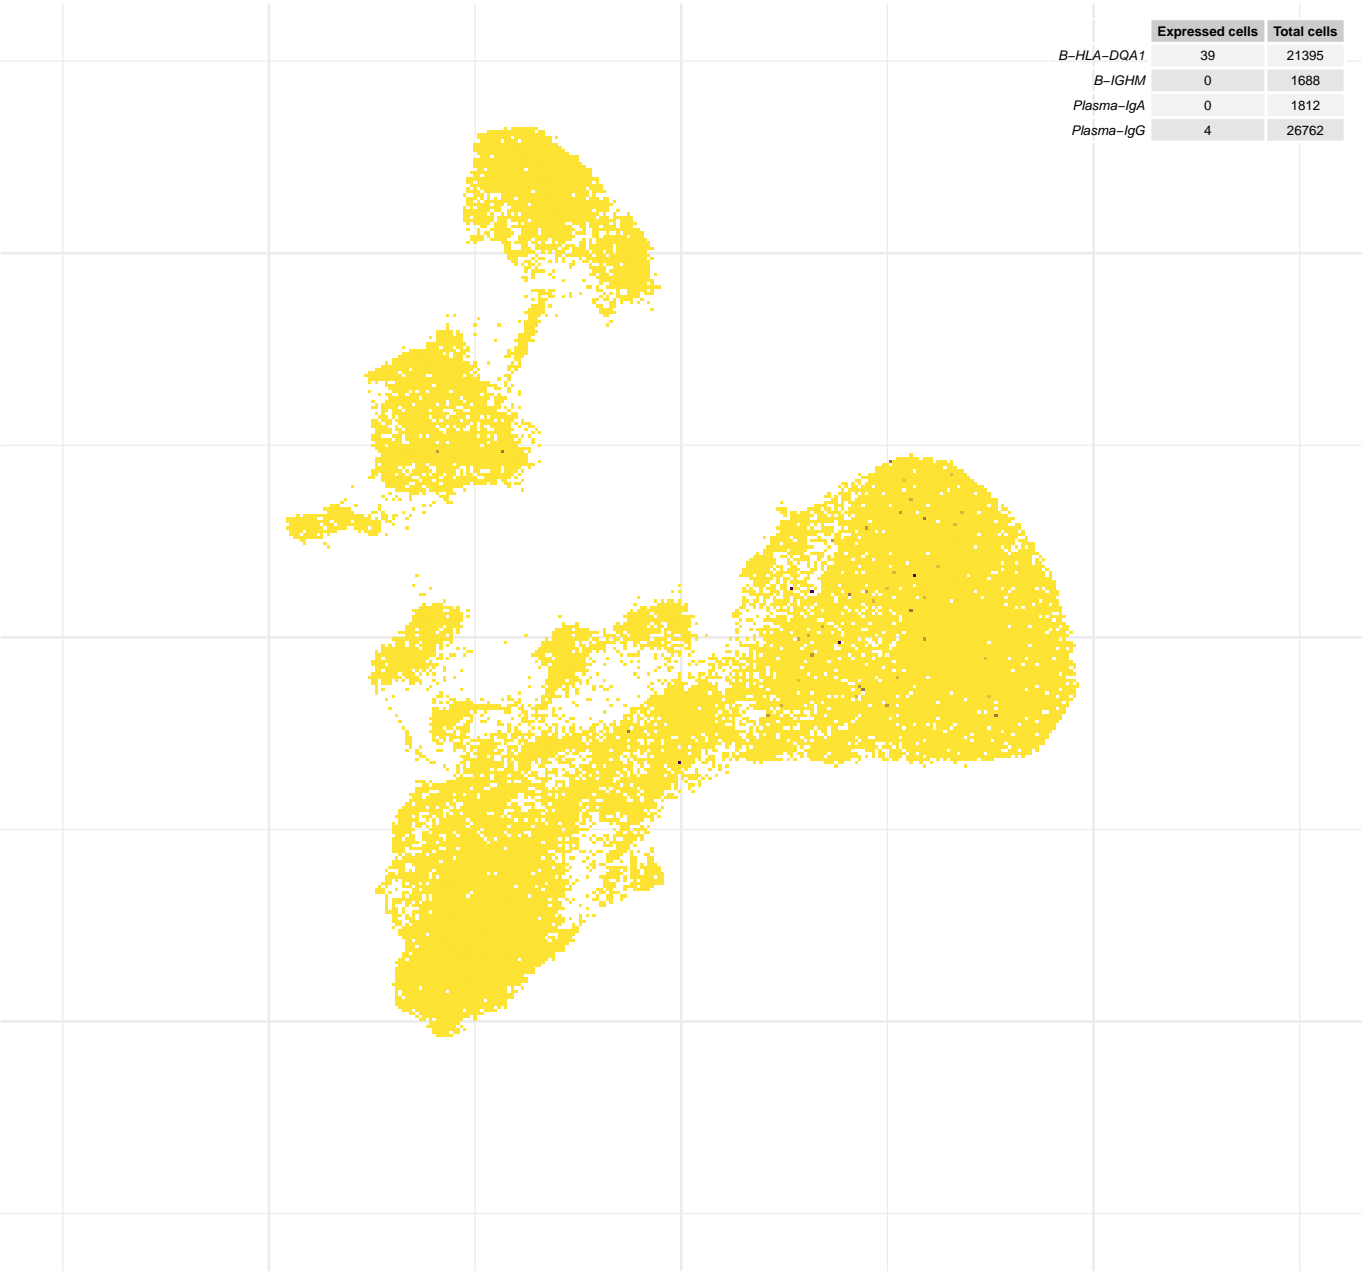 Expressed cells Total cells
B−HLA−DQA1 39 21395
B−IGHM 0 1688
Plasma−IgA 0 1812
Plasma−IgG 4 26762